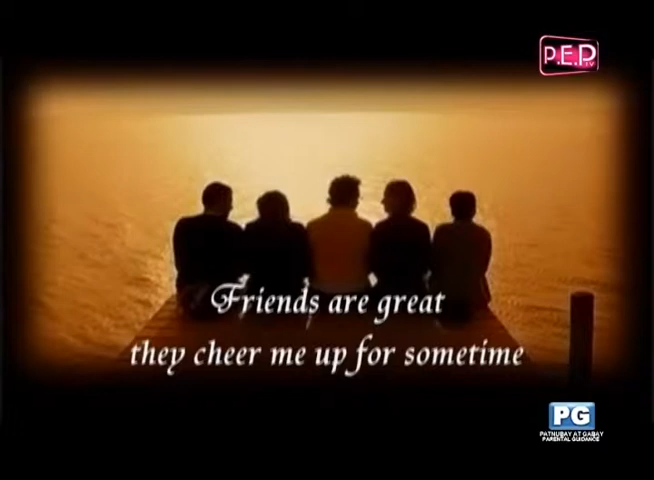 P.E.P
TV
Friends are great
they cheer me up for sometime
PG
PATNUBAY AT GABAY
PARENTAL GUIDANCE